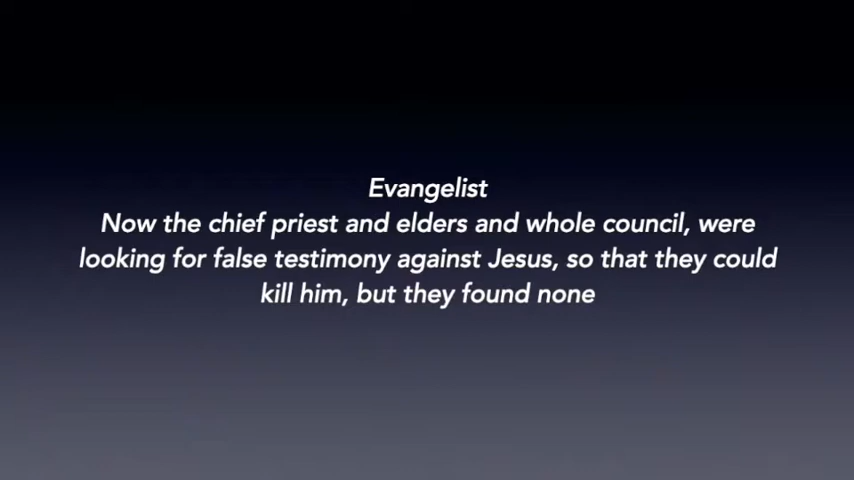 Evangelist
Now the chief priest and elders and whole council, were
looking for false testimony against Jesus, so that they could
kill him, but they found none